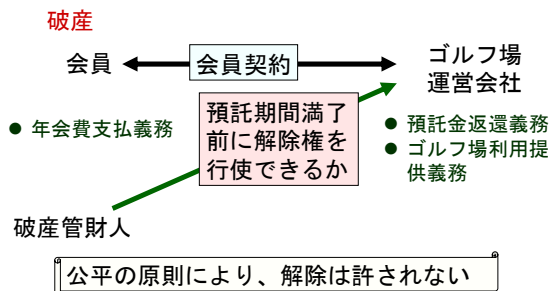 破産
会員
会員契約
ゴルフ場
運営会社
● 年会費支払義務
預託期間満了
前に解除権を
行使できるか
● 預託金返還義務
● ゴルフ場利用提
供義務
破産管財人
公平の原則により、解除は許されない